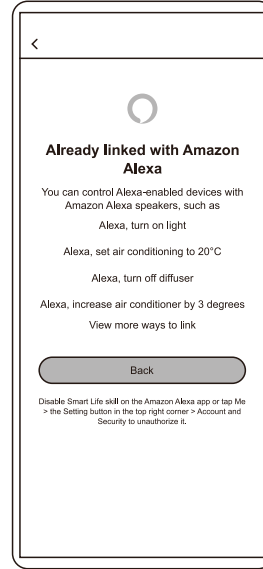 Already linked with Amazon
Alexa
You can control Alexa-enabled devices with
Amazon Alexa speakers, such as
Alexa, turn on light
Alexa, set air conditioning to 20°C
Alexa, turn off diffuser
Alexa, increase air conditioner by 3 degrees
View more ways to link
Back
Disable Smart Life skill on the Amazon Alexa app or tap Me
> the Setting button in the top right corner > Account and
Security to unauthorize it.